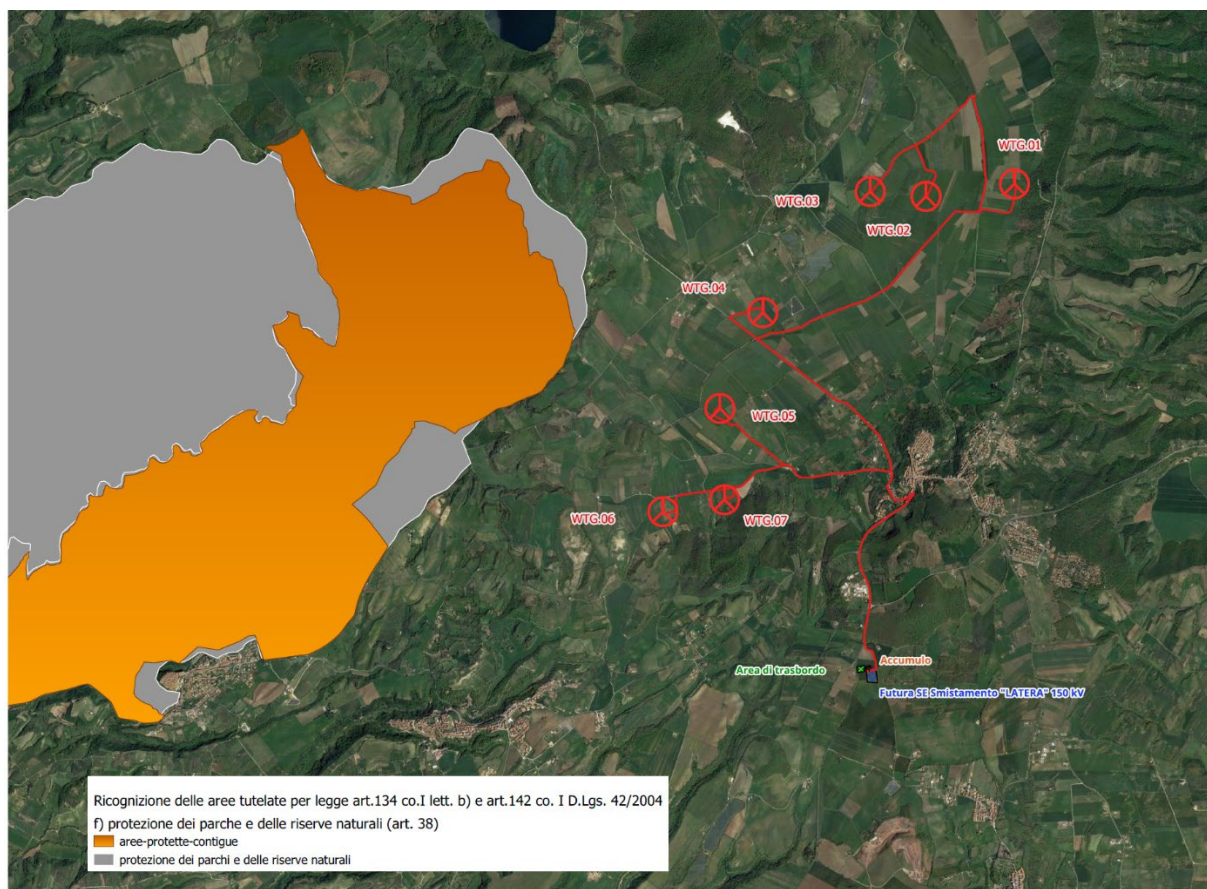 WTG.01
WTG.03
WTG.02
WTG.04
WTG.05
WTG.06
WTG.07
Accumulo
Area di trasbordo
Futura SE Smistamento "LATERA" 150 kV
Ricognizione delle aree tutelate per legge art.134 co.I lett. b) e art.142 co. I D.Lgs. 42/2004
f) protezione dei parche e delle riserve naturali (art. 38)
aree-protette-contigue
protezione dei parchi e delle riserve naturali